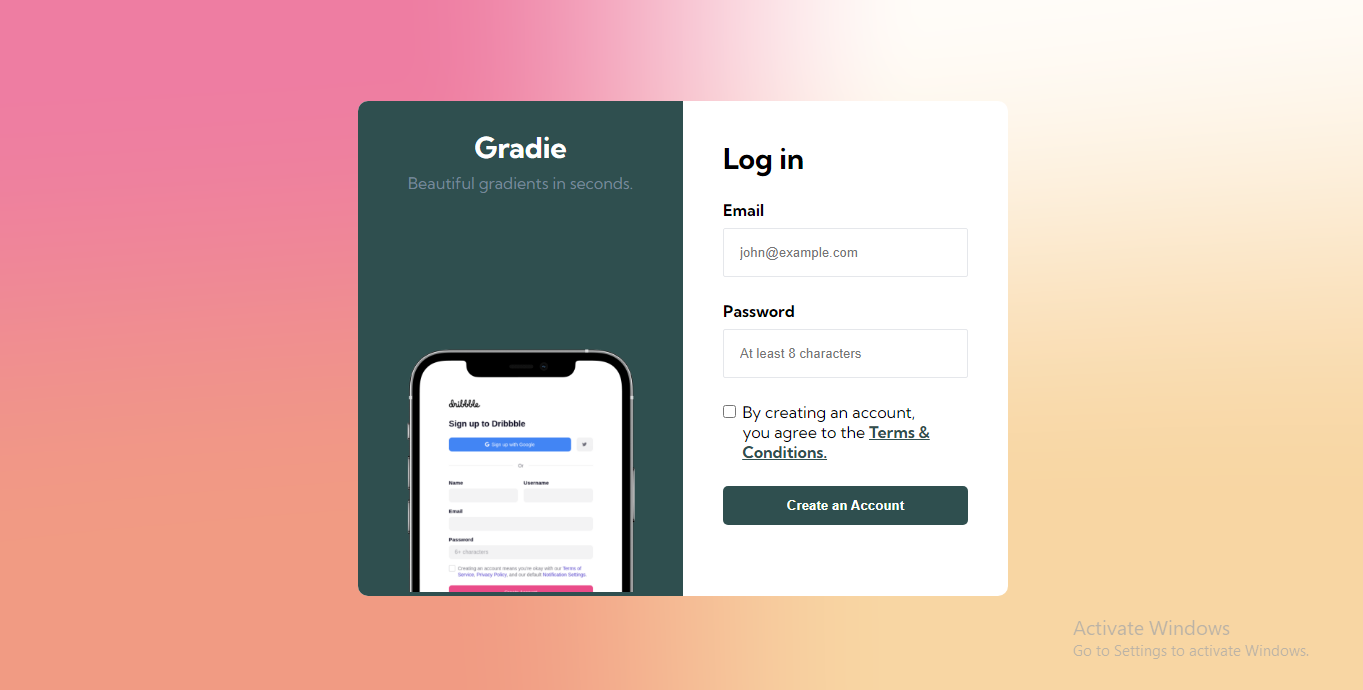 Gradie
Beautiful gradients in seconds.
dribbble
Sign up to Dribbble
Sign up with Google
Or
Name Username
Email
Password
6+ characters
Creating an account means you're okay with our Terms of
Service, Privacy Policy, and our default Notification Settings.
Log in
Email
john@example.com
Password
At least 8 characters
By creating an account,
you agree to the Terms &
Conditions.
Create an Account
Activate Windows
Go to Settings to activate Windows.